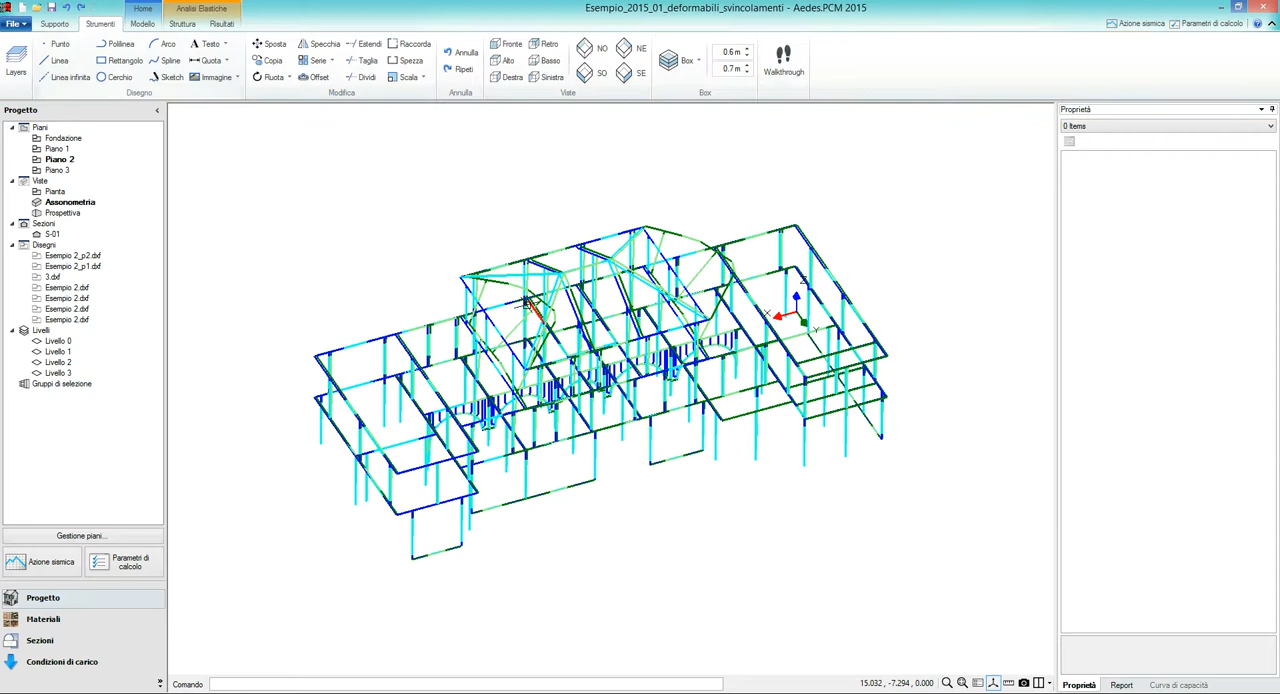 Esempio_2015_01_deformabili_svincolamenti - Aedes.PCM 2015
Home
Analisi Elastiche
File
Supporto
Strumenti
Modello
Struttura
Risultati
Azione sismica
Parametri di calcolo
Layers
Punto
Linea
Linea infinita
Polilinea
Rettangolo
Cerchio
Arco
Spline
Sketch
Testo
Quota
Immagine
Disegno
Sposta
Copia
Ruota
Specchia
Serie
Offset
Estendi
Taglia
Dividi
Raccorda
Spezza
Scala
Modifica
Annulla
Ripeti
Annulla
Fronte
Alto
Destra
Retro
Basso
Sinistra
NO
NE
SO
SE
Viste
Box
0.6 m
0.7 m
Box
Walkthrough
Progetto
Piani
Fondazione
Piano 1
Piano 2
Piano 3
Viste
Pianta
Assonometria
Prospettiva
Sezioni
S-01
Disegni
Esempio 2_p2.dxf
Esempio 2_p1.dxf
3.dxf
Esempio 2.dxf
Esempio 2.dxf
Esempio 2.dxf
Esempio 2.dxf
Livelli
Livello 0
Livello 1
Livello 2
Livello 3
Gruppi di selezione
Gestione piani...
Azione sismica
Parametri di
calcolo
Progetto
Materiali
Sezioni
Condizioni di carico
X
Y
Z
Proprietà
0 Items
Comando
15.032 , -7.294, 0.000
Proprietà
Report
Curva di capacità